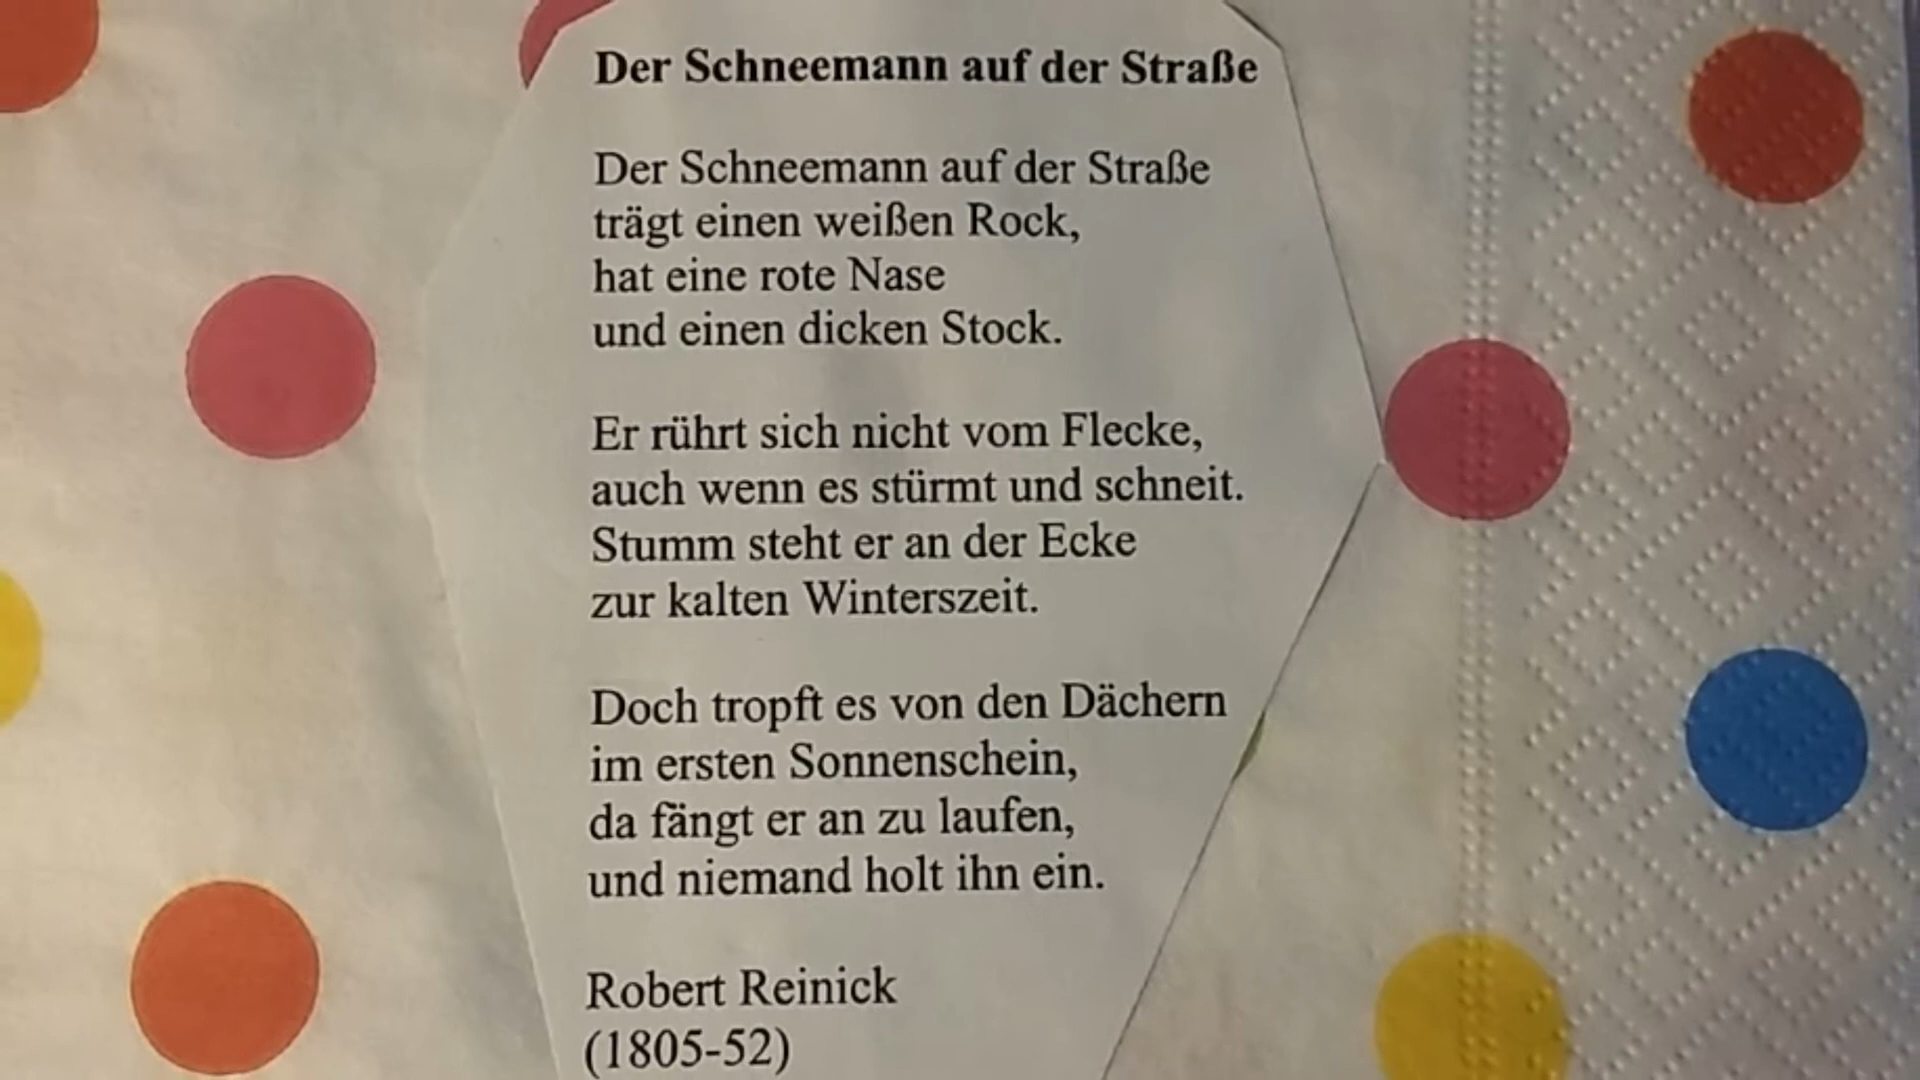 Der Schneemann auf der Straße
Der Schneemann auf der Straße
trägt einen weißen Rock,
hat eine rote Nase
und einen dicken Stock.
Er rührt sich nicht vom Flecke,
auch wenn es stürmt und schneit.
Stumm steht er an der Ecke
zur kalten Winterszeit.
Doch tropft es von den Dächern
im ersten Sonnenschein,
da fängt er an zu laufen,
und niemand holt ihn ein.
Robert Reinick
(1805-52)